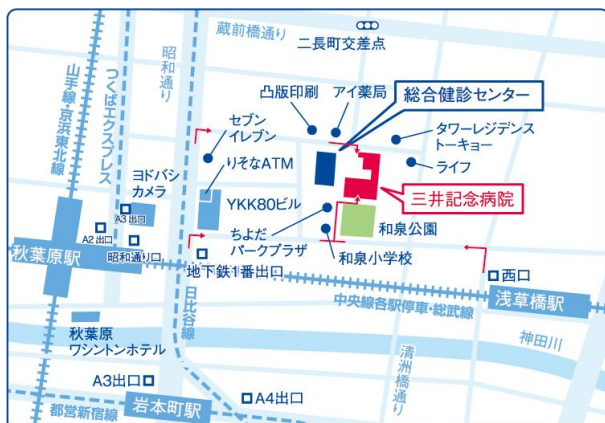 蔵前橋通り
二長町交差点
昭和通り
つくばエクスプレス
山手線・京浜東北線
凸版印刷
アイ薬局
総合健診センター
セブン
イレブン
りそなATM
タワーレジデンス
トーキョー
ライフ
ヨドバシ
カメラ
A3出口
YKK80ビル
三井記念病院
ちよだ
パークプラザ
和泉公園
A2出口
昭和通り口
秋葉原駅
地下鉄1番出口
和泉小学校
西口
中央線各駅停車・総武線
浅草橋駅
日比谷線
秋葉原
ワシントンホテル
神田川
清洲橋通り
A3出口
A4出口
都営新宿線
岩本町駅